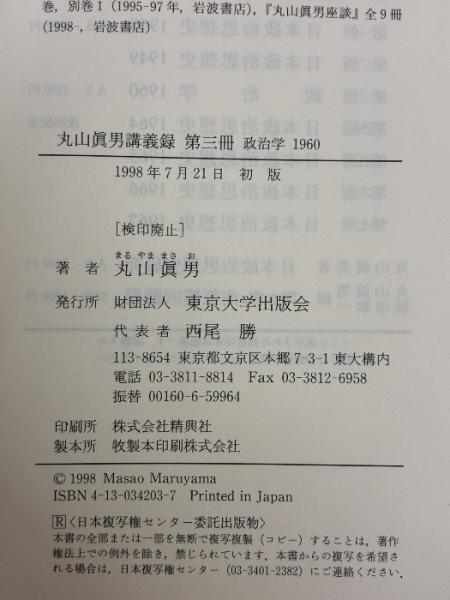 巻，別巻1（1995-97年，岩波書店），『丸山眞男座談』全9冊
（1998-，岩波書店）
丸山眞男講義録 第三冊 政治学 1960
1998年7月21日 初 版
［検印廃止］
まる やま まさ お
著 者 丸山眞男
発行所 財団法人 東京大学出版会
代表者 西尾 勝
113-8654 東京都文京区本郷7-3-1東大構内
電話 03-3811-8814 Fax 03-3812-6958
振替 00160-6-59964
印刷所 株式会社精興社
製本所 牧製本印刷株式会社
© 1998 Masao Maruyama
ISBN 4-13-034203-7 Printed in Japan
R〈日本複写権センター委託出版物〉
本書の全部または一部を無断で複写複製（コピー）することは，著作
権法上での例外を除き，禁じられています．本書からの複写を希望さ
れる場合は，日本複写権センター（03-3401-2382）にご連絡ください．